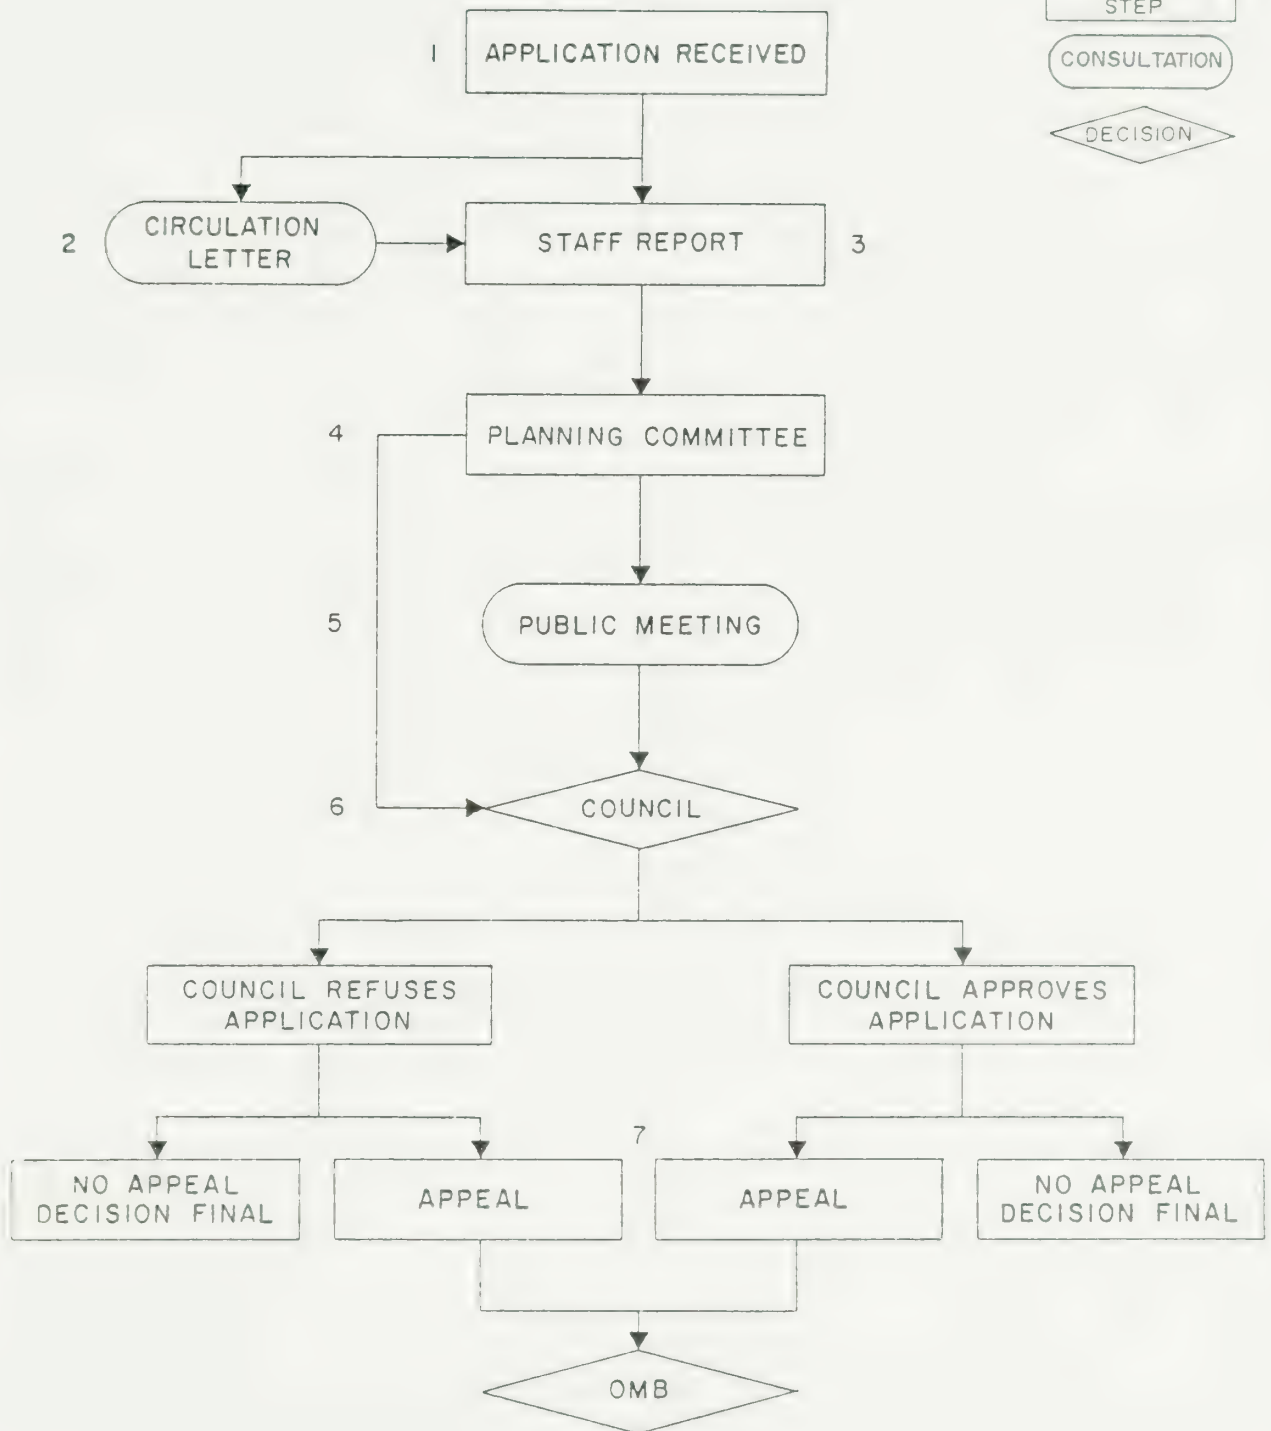 STEP
CONSULTATION
DECISION
1
APPLICATION RECEIVED
2
CIRCULATION
LETTER
STAFF REPORT
3
4
PLANNING COMMITTEE
5
PUBLIC MEETING
6
COUNCIL
COUNCIL REFUSES
APPLICATION
COUNCIL APPROVES
APPLICATION
7
NO APPEAL
DECISION FINAL
APPEAL
APPEAL
NO APPEAL
DECISION FINAL
OMB